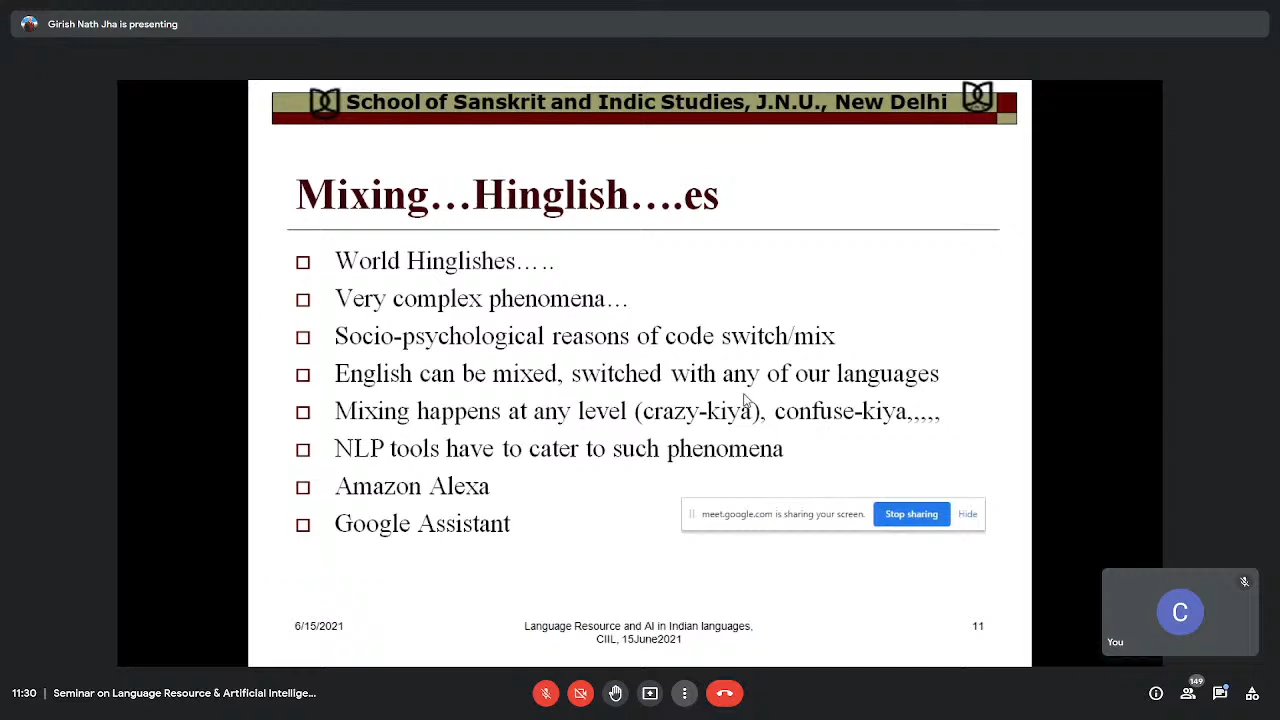 Girish Nath Jha is presenting
School of Sanskrit and Indic Studies, J.N.U., New Delhi
Mixing…Hinglish….es
World Hinglishes…..
Very complex phenomena…
Socio-psychological reasons of code switch/mix
English can be mixed, switched with any of our languages
Mixing happens at any level (crazy-kiya), confuse-kiya,,,,,
NLP tools have to cater to such phenomena
Amazon Alexa
Google Assistant
meet.google.com is sharing your screen. Stop sharing Hide
6/15/2021
Language Resource and AI in Indian languages,
CIIL, 15June2021
11
C
You
11:30 | Seminar on Language Resource & Artificial Intellige...
149